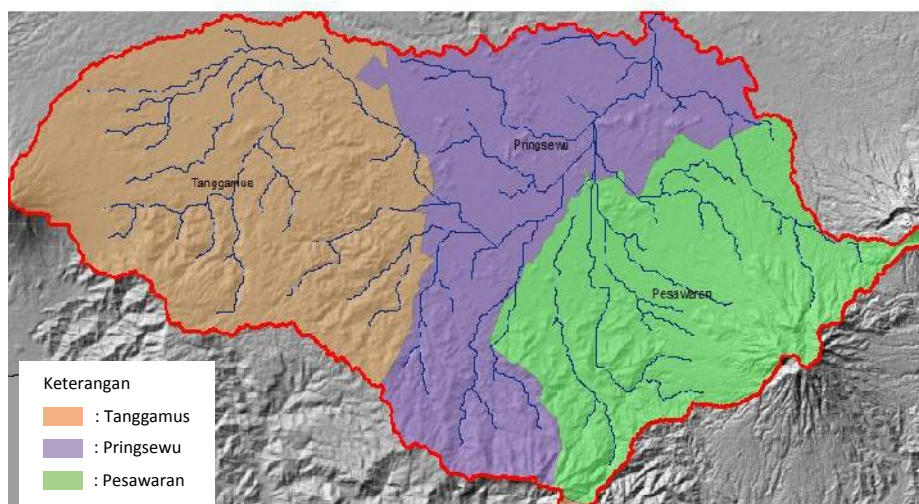 Pringsewu
Tanggamus
Pesawaran
Keterangan
: Tanggamus
: Pringsewu
: Pesawaran